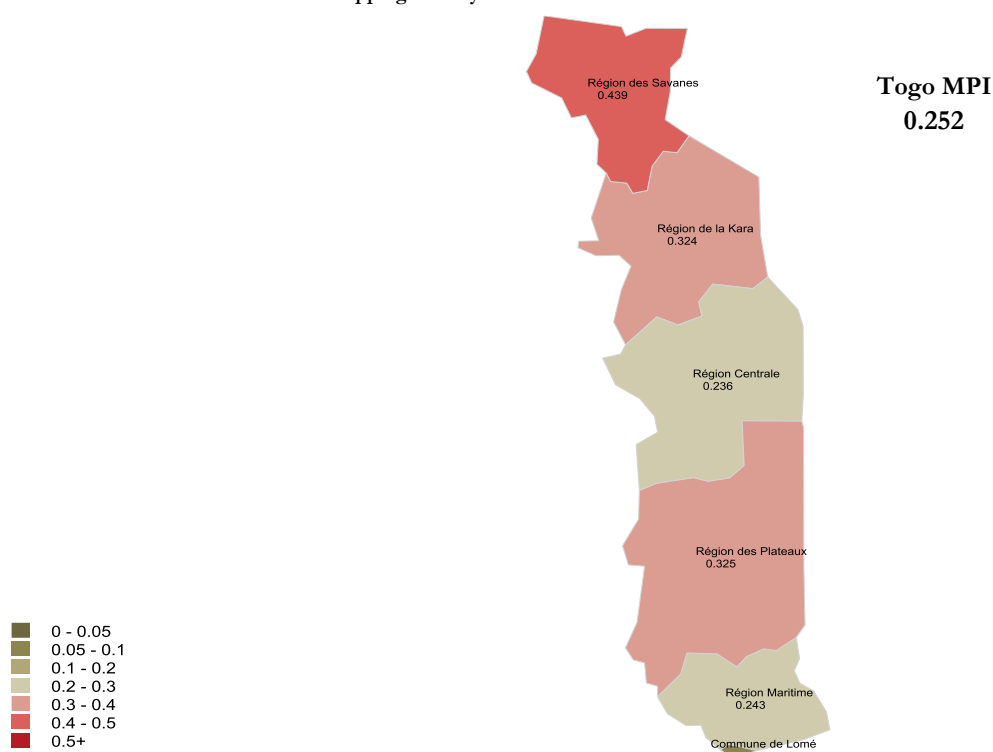 Région des Savanes
0.439
Togo MPI
0.252
Région de la Kara
0.324
Région Centrale
0.236
Région des Plateaux
0.325
Région Maritime
0.243
Commune de Lomé
0 - 0.05
0.05 - 0.1
0.1 - 0.2
0.2 - 0.3
0.3 - 0.4
0.4 - 0.5
0.5+